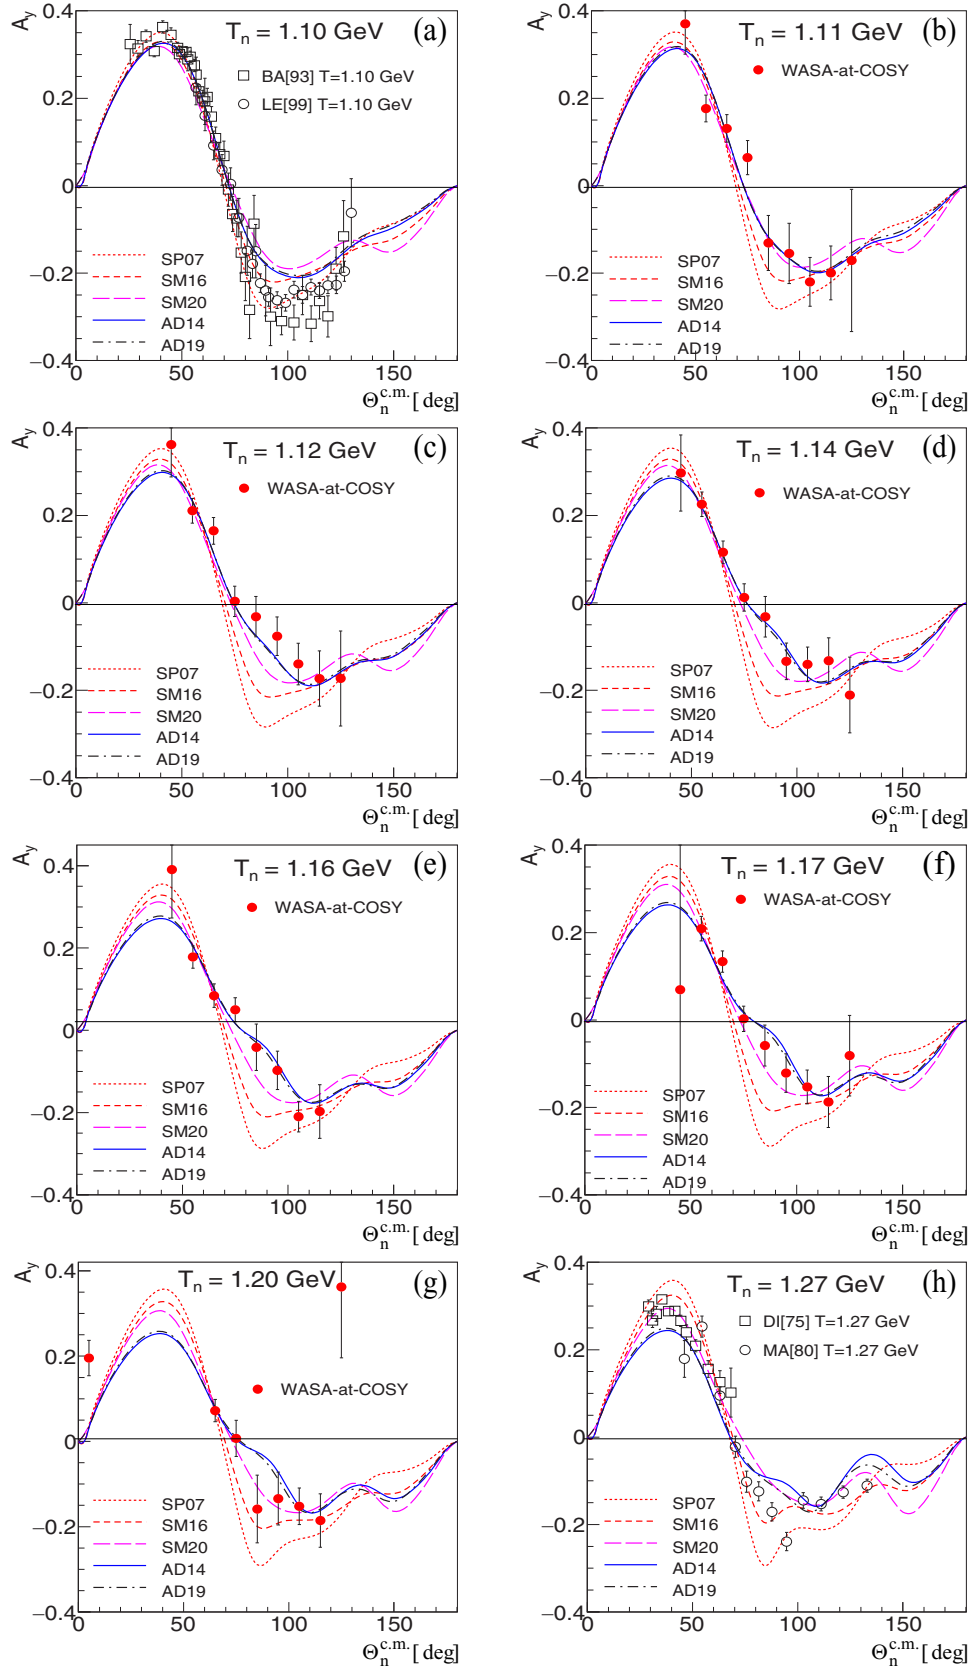 A_y
T_n = 1.10 GeV
(a)
BA[93] T=1.10 GeV
LE[99] T=1.10 GeV
SP07
SM16
SM20
AD14
AD19
0.4
0.2
0
−0.2
−0.4
0 50 100 150
Θ_n^c.m. [deg]
T_n = 1.11 GeV
(b)
A_y
WASA-at-COSY
SP07
SM16
SM20
AD14
AD19
0.4
0.2
0
−0.2
−0.4
0 50 100 150
Θ_n^c.m. [deg]
A_y
T_n = 1.12 GeV
(c)
WASA-at-COSY
SP07
SM16
SM20
AD14
AD19
0.4
0.2
0
−0.2
−0.4
0 50 100 150
Θ_n^c.m. [deg]
A_y
T_n = 1.14 GeV
(d)
WASA-at-COSY
SP07
SM16
SM20
AD14
AD19
0.4
0.2
0
−0.2
−0.4
0 50 100 150
Θ_n^c.m. [deg]
A_y
T_n = 1.16 GeV
(e)
WASA-at-COSY
SP07
SM16
SM20
AD14
AD19
0.4
0.2
0
−0.2
−0.4
0 50 100 150
Θ_n^c.m. [deg]
A_y
T_n = 1.17 GeV
(f)
WASA-at-COSY
SP07
SM16
SM20
AD14
AD19
0.4
0.2
0
−0.2
−0.4
0 50 100 150
Θ_n^c.m. [deg]
A_y
T_n = 1.20 GeV
(g)
WASA-at-COSY
SP07
SM16
SM20
AD14
AD19
0.4
0.2
0
−0.2
−0.4
0 50 100 150
Θ_n^c.m. [deg]
A_y
T_n = 1.27 GeV
(h)
DI[75] T=1.27 GeV
MA[80] T=1.27 GeV
SP07
SM16
SM20
AD14
AD19
0.4
0.2
0
−0.2
−0.4
0 50 100 150
Θ_n^c.m. [deg]